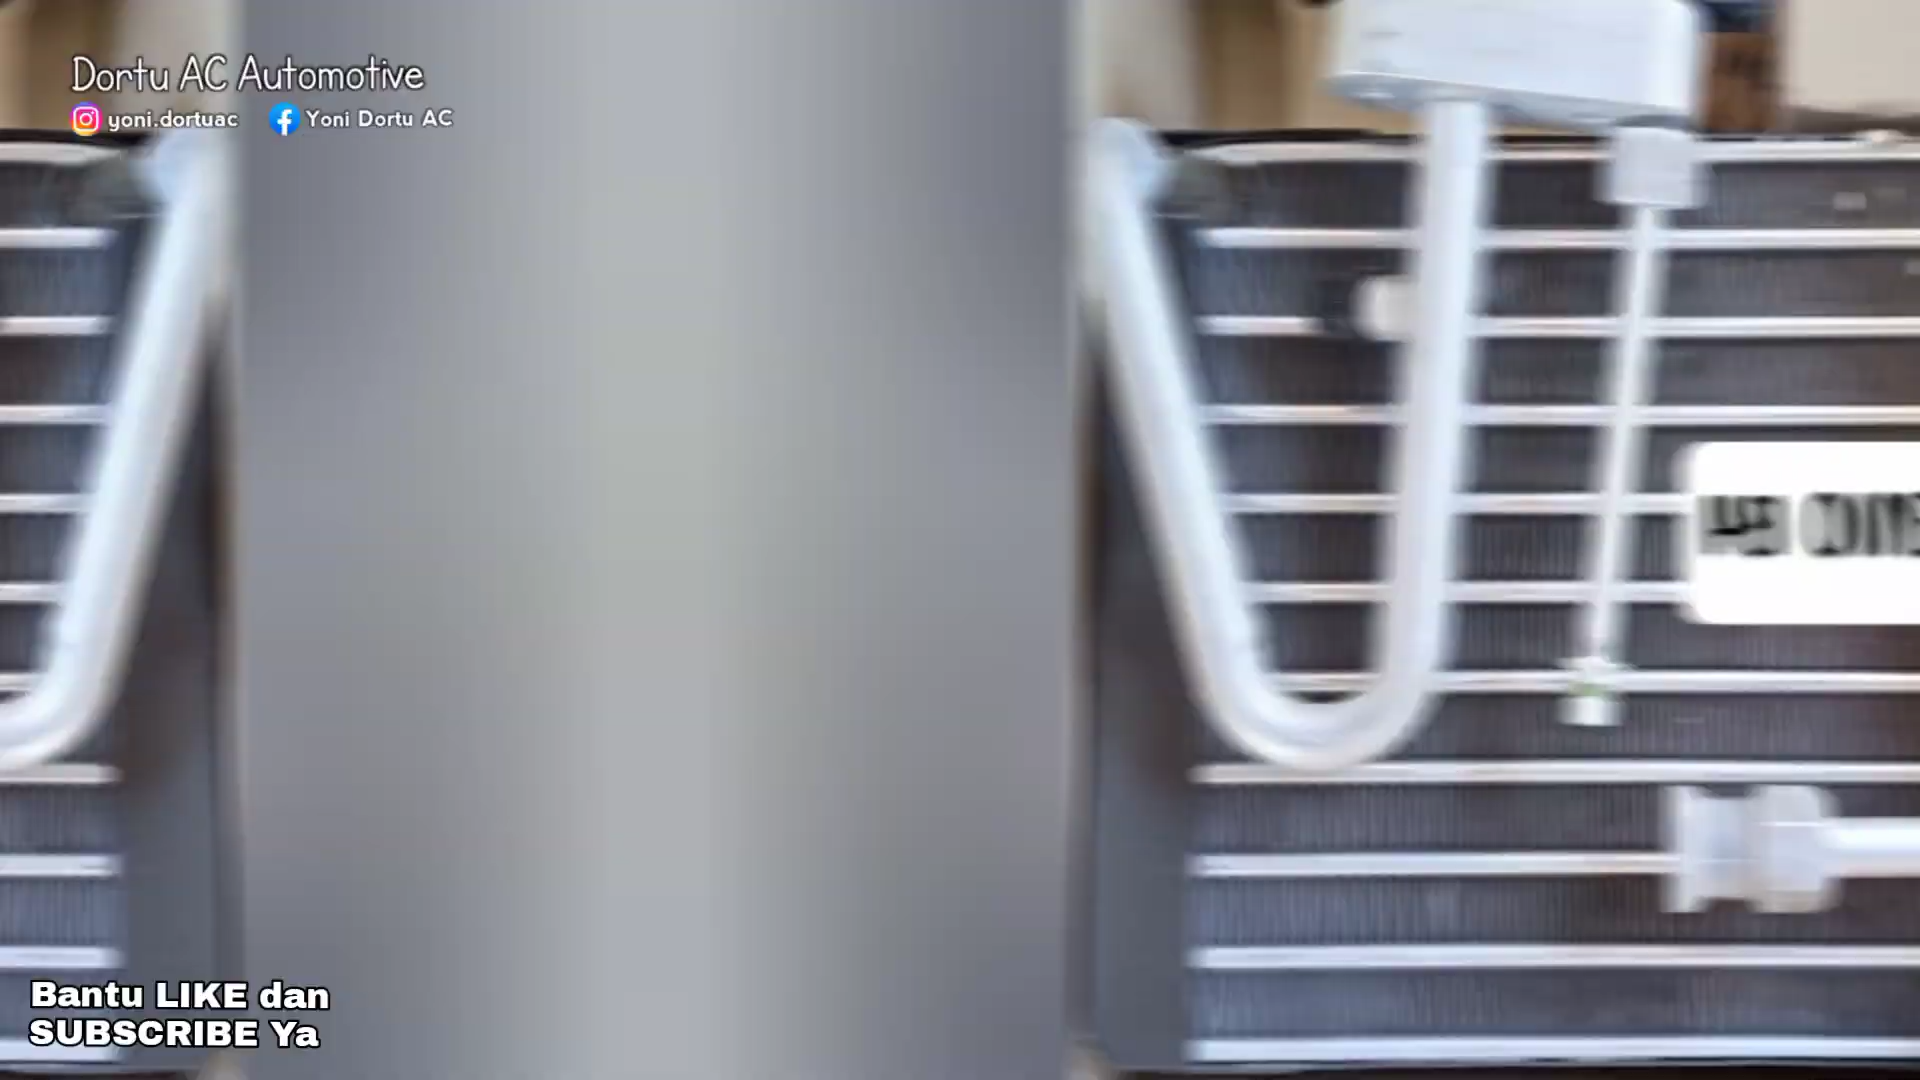 Dortu AC Automotive
yoni.dortuac Yoni Dortu AC
Bantu LIKE dan
SUBSCRIBE Ya